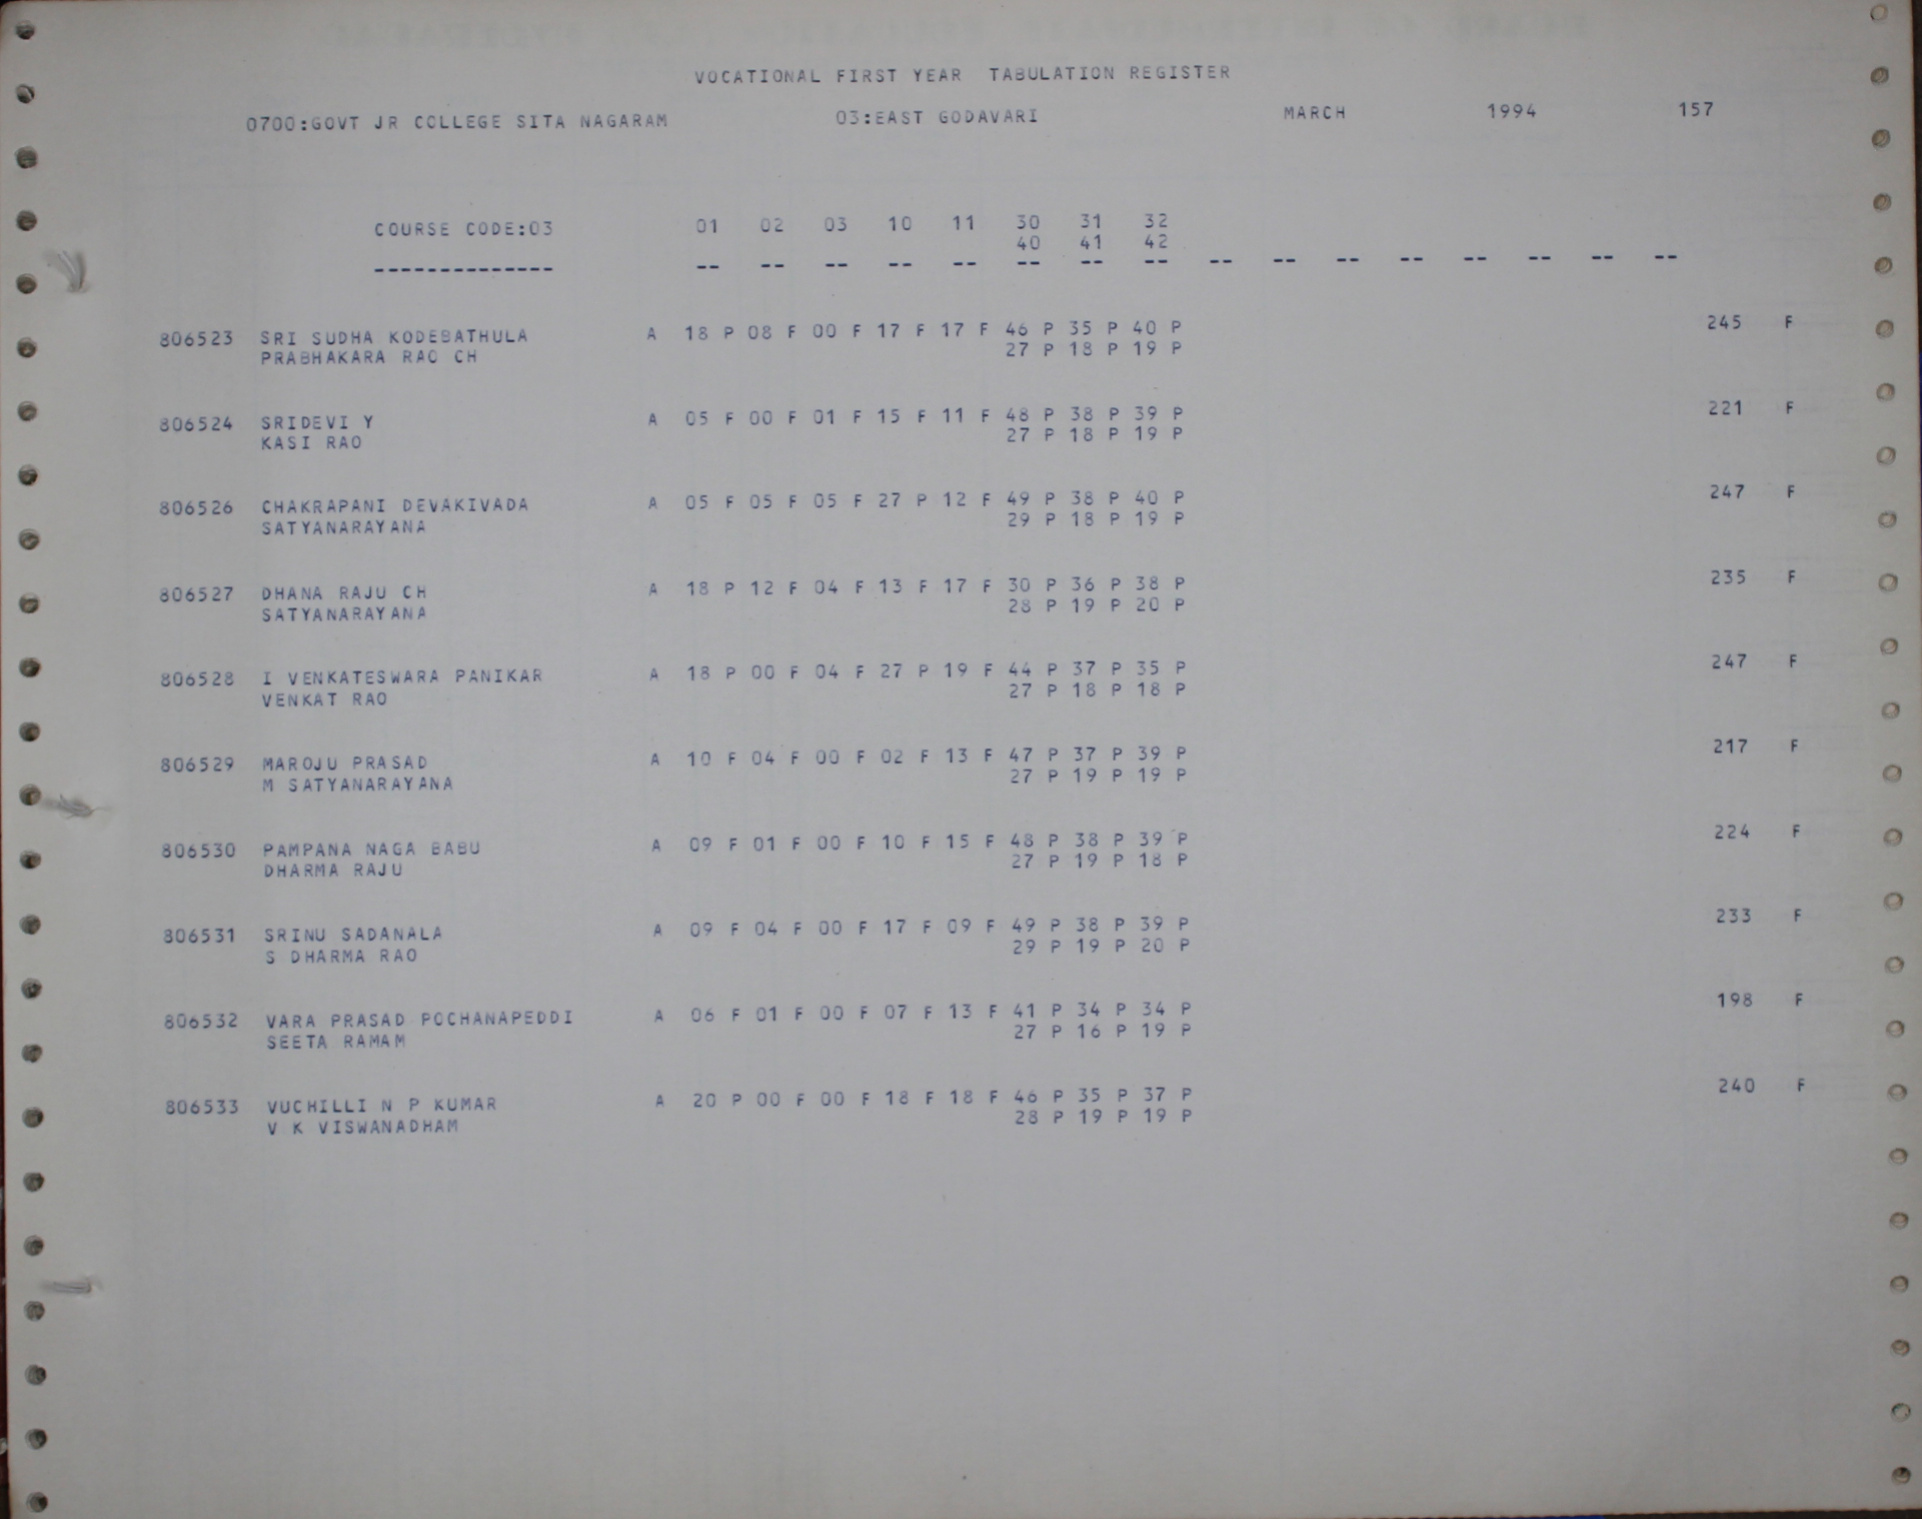 VOCATIONAL FIRST YEAR TABULATION REGISTER
0700:GOVT JR COLLEGE SITA NAGARAM 03:EAST GODAVARI MARCH 1994 157
COURSE CODE:03 01 02 03 10 11 30 31 32
40 41 42
-------------- -- -- -- -- -- -- -- -- -- -- -- -- -- -- -- --
806523 SRI SUDHA KODEBATHULA A 18 P 08 F 00 F 17 F 17 F 46 P 35 P 40 P 245 F
PRABHAKARA RAO CH 27 P 18 P 19 P
806524 SRIDEVI Y A 05 F 00 F 01 F 15 F 11 F 48 P 38 P 39 P 221 F
KASI RAO 27 P 18 P 19 P
806526 CHAKRAPANI DEVAKIVADA A 05 F 05 F 05 F 27 P 12 F 49 P 38 P 40 P 247 F
SATYANARAYANA 29 P 18 P 19 P
806527 DHANA RAJU CH A 18 P 12 F 04 F 13 F 17 F 30 P 36 P 38 P 235 F
SATYANARAYANA 28 P 19 P 20 P
806528 I VENKATESWARA PANIKAR A 18 P 00 F 04 F 27 P 19 F 44 P 37 P 35 P 247 F
VENKAT RAO 27 P 18 P 18 P
806529 MAROJU PRASAD A 10 F 04 F 00 F 02 F 13 F 47 P 37 P 39 P 217 F
M SATYANARAYANA 27 P 19 P 19 P
806530 PAMPANA NAGA BABU A 09 F 01 F 00 F 10 F 15 F 48 P 38 P 39 P 224 F
DHARMA RAJU 27 P 19 P 18 P
806531 SRINU SADANALA A 09 F 04 F 00 F 17 F 09 F 49 P 38 P 39 P 233 F
S DHARMA RAO 29 P 19 P 20 P
806532 VARA PRASAD POCHANAPEDDI A 06 F 01 F 00 F 07 F 13 F 41 P 34 P 34 P 198 F
SEETA RAMAM 27 P 16 P 19 P
806533 VUCHILLI N P KUMAR A 20 P 00 F 00 F 18 F 18 F 46 P 35 P 37 P 240 F
V K VISWANADHAM 28 P 19 P 19 P